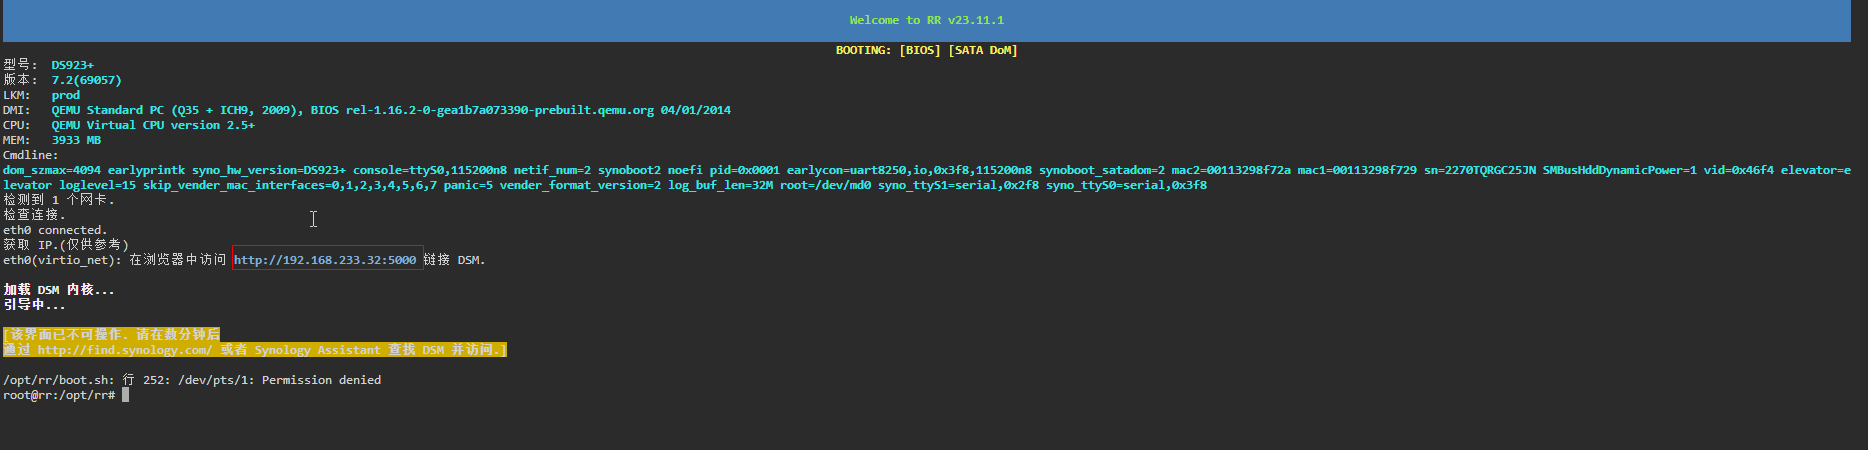 Welcome to RR v23.11.1
BOOTING: [BIOS] [SATA DoM]
型号: DS923+
版本: 7.2(69057)
LKM: prod
DMI: QEMU Standard PC (Q35 + ICH9, 2009), BIOS rel-1.16.2-0-gea1b7a073390-prebuilt.qemu.org 04/01/2014
CPU: QEMU Virtual CPU version 2.5+
MEM: 3933 MB
Cmdline:
dom_szmax=4094 earlyprintk syno_hw_version=DS923+ console=ttyS0,115200n8 netif_num=2 synoboot2 noefi pid=0x0001 earlycon=uart8250,io,0x3f8,115200n8 synoboot_satadom=2 mac2=00113298f72a mac1=00113298f729 sn=2270TQRGC25JN SMBusHddDynamicPower=1 vid=0x46f4 elevator=e
levator loglevel=15 skip_vender_mac_interfaces=0,1,2,3,4,5,6,7 panic=5 vender_format_version=2 log_buf_len=32M root=/dev/md0 syno_ttyS1=serial,0x2f8 syno_ttyS0=serial,0x3f8
检测到 1 个网卡.
检查连接.
eth0 connected.
获取 IP.(仅供参考)
eth0(virtio_net): 在浏览器中访问 http://192.168.233.32:5000 链接 DSM.
加载 DSM 内核...
引导中...
[该界面已不可操作. 请在数分钟后
通过 http://find.synology.com/ 或者 Synology Assistant 查找 DSM 并访问.]
/opt/rr/boot.sh: 行 252: /dev/pts/1: Permission denied
root@rr:/opt/rr#